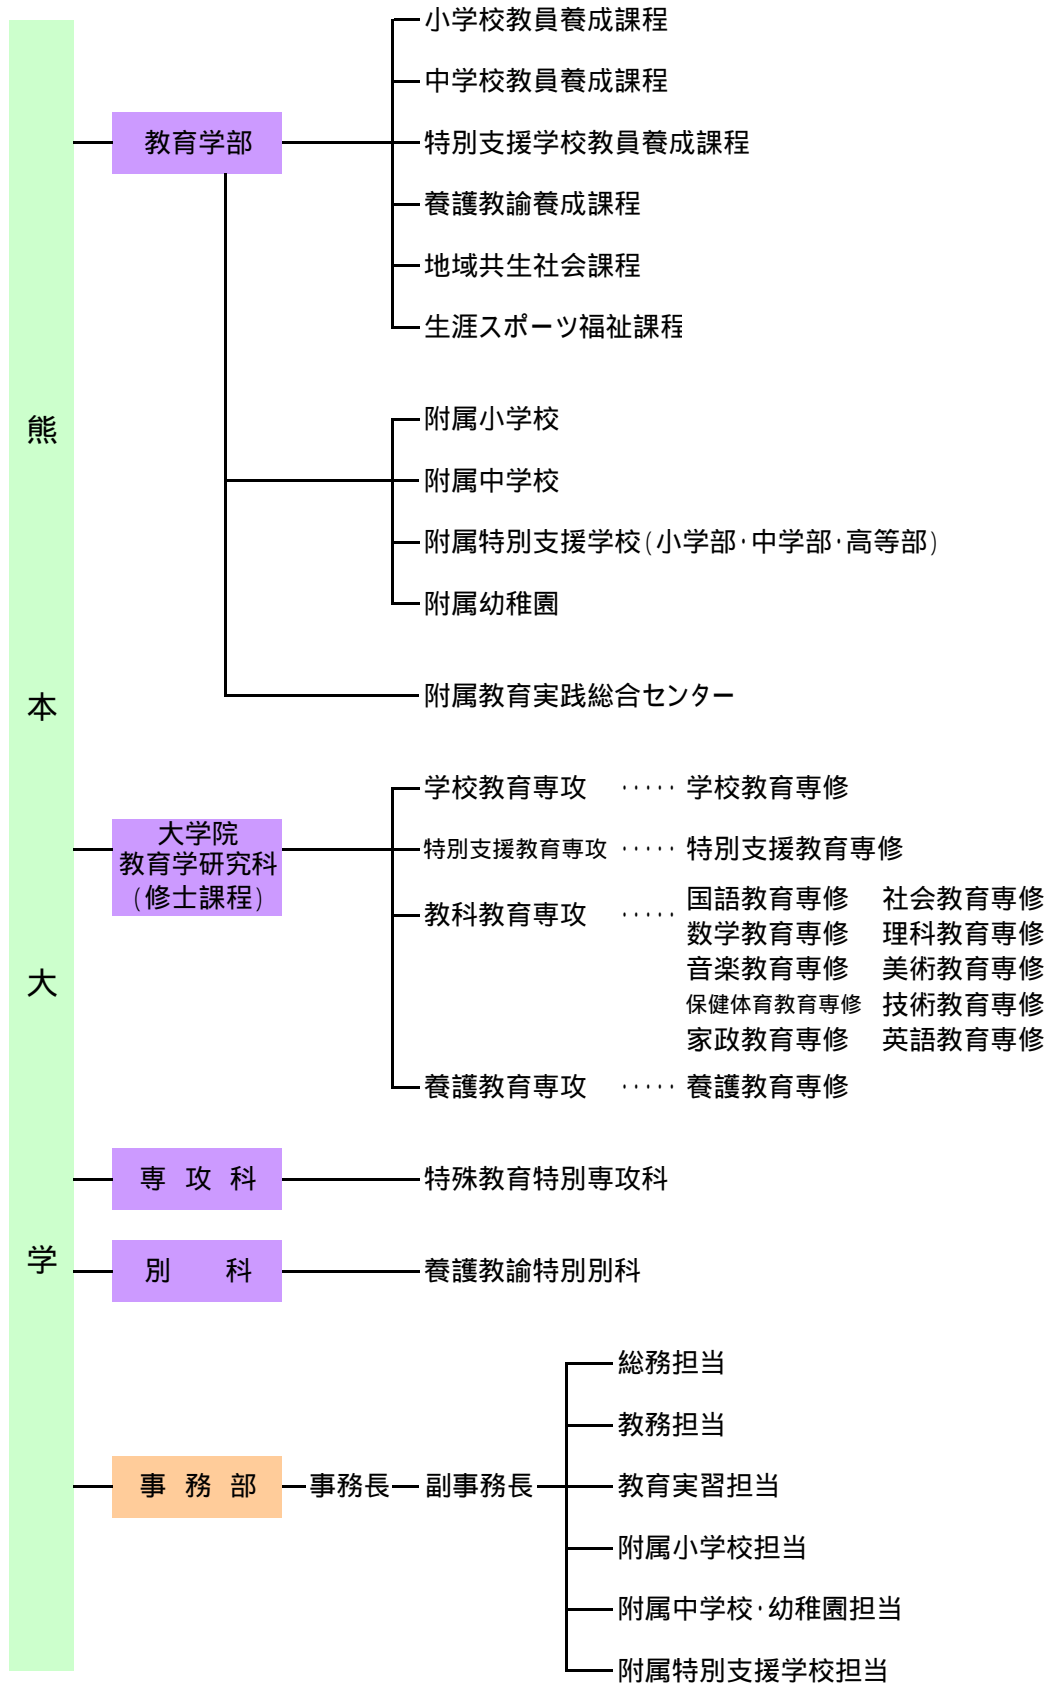 熊本大学
教育学部
小学校教員養成課程
中学校教員養成課程
特別支援学校教員養成課程
養護教諭養成課程
地域共生社会課程
生涯スポーツ福祉課程
附属小学校
附属中学校
附属特別支援学校(小学部・中学部・高等部)
附属幼稚園
附属教育実践総合センター
大学院
教育学研究科
(修士課程)
学校教育専攻 ・・・・・ 学校教育専修
特別支援教育専攻 ・・・・・ 特別支援教育専修
教科教育専攻 ・・・・・ 国語教育専修 社会教育専修
数学教育専修 理科教育専修
音楽教育専修 美術教育専修
保健体育教育専修 技術教育専修
家政教育専修 英語教育専修
養護教育専攻 ・・・・・ 養護教育専修
専攻科 特殊教育特別専攻科
別科 養護教諭特別別科
事務部 事務長 副事務長
総務担当
教務担当
教育実習担当
附属小学校担当
附属中学校・幼稚園担当
附属特別支援学校担当